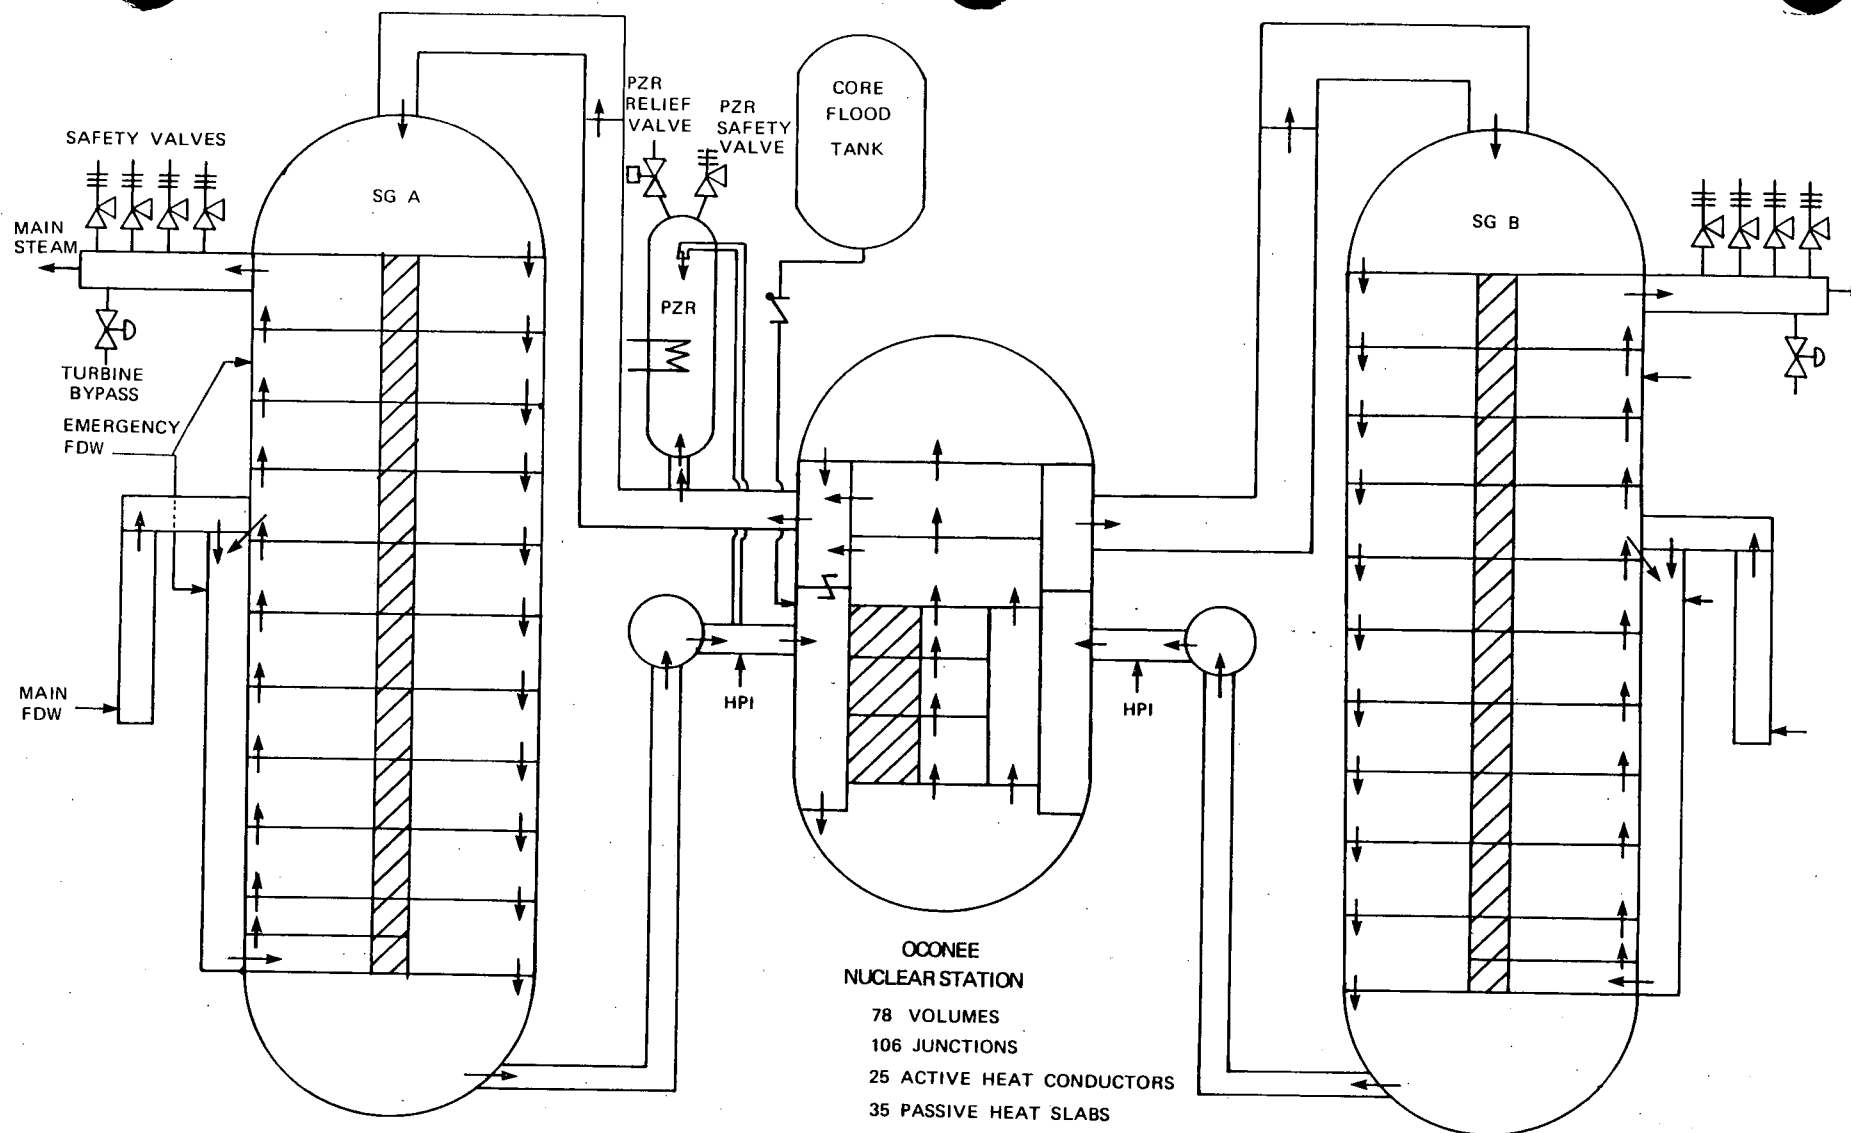 PZR
RELIEF
VALVE
PZR
SAFETY
VALVE
CORE
FLOOD
TANK
SAFETY VALVES
SG A
SG B
MAIN
STEAM
PZR
TURBINE
BYPASS
EMERGENCY
FDW
MAIN
FDW
HPI
HPI
OCONEE
NUCLEAR STATION
78 VOLUMES
106 JUNCTIONS
25 ACTIVE HEAT CONDUCTORS
35 PASSIVE HEAT SLABS